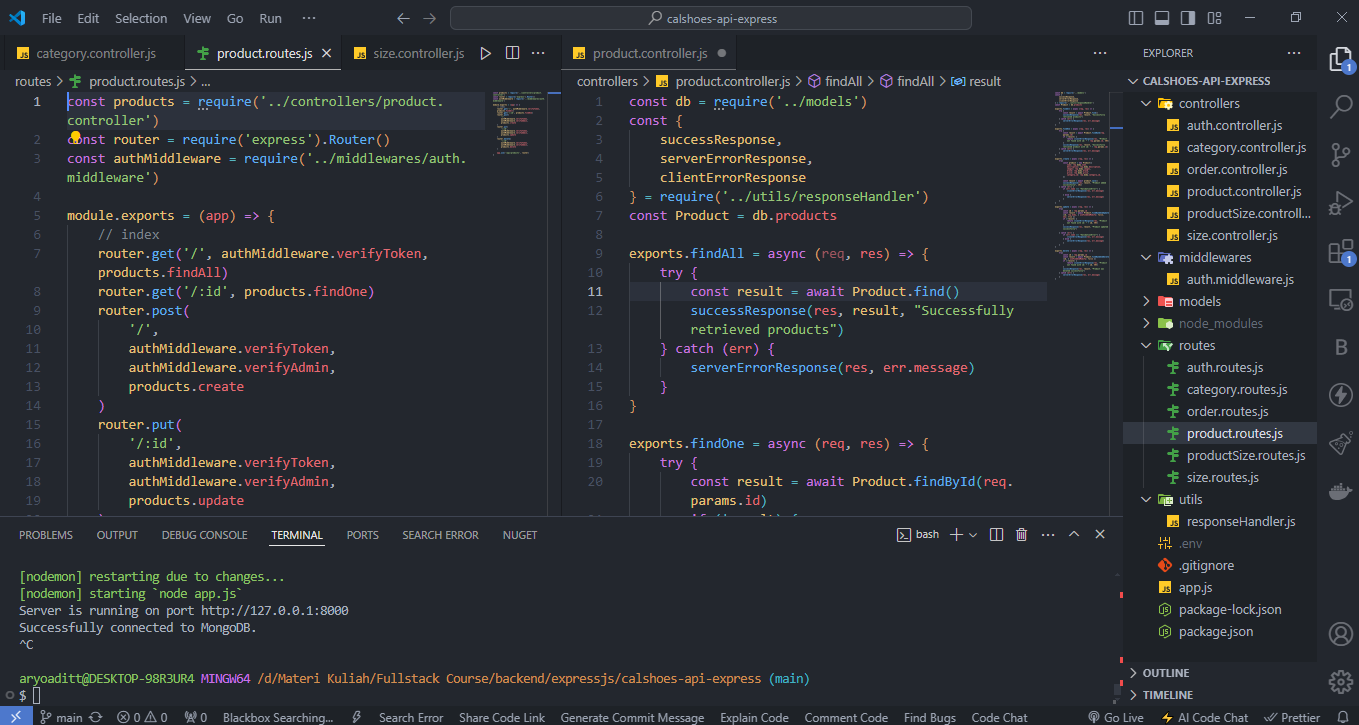 File Edit Selection View Go Run ··· calshoes-api-express
category.controller.js product.routes.js size.controller.js product.controller.js
routes > product.routes.js > ...
1 const products = require('../controllers/product.
controller')
2 const router = require('express').Router()
3 const authMiddleware = require('../middlewares/auth.
middleware')
4
5 module.exports = (app) => {
6 // index
7 router.get('/', authMiddleware.verifyToken,
products.findAll)
8 router.get('/:id', products.findOne)
9 router.post(
10 '/',
11 authMiddleware.verifyToken,
12 authMiddleware.verifyAdmin,
13 products.create
14 )
15 router.put(
16 '/:id',
17 authMiddleware.verifyToken,
18 authMiddleware.verifyAdmin,
19 products.update
controllers > product.controller.js > findAll > findAll > result
1 const db = require('../models')
2 const {
3 successResponse,
4 serverErrorResponse,
5 clientErrorResponse
6 } = require('../utils/responseHandler')
7 const Product = db.products
8
9 exports.findAll = async (req, res) => {
10 try {
11 const result = await Product.find()
12 successResponse(res, result, "Successfully
retrieved products")
13 } catch (err) {
14 serverErrorResponse(res, err.message)
15 }
16 }
17
18 exports.findOne = async (req, res) => {
19 try {
20 const result = await Product.findById(req.
params.id)
EXPLORER
CALSHOES-API-EXPRESS
controllers
auth.controller.js
category.controller.js
order.controller.js
product.controller.js
productSize.controll...
size.controller.js
middlewares
auth.middleware.js
models
node_modules
routes
auth.routes.js
category.routes.js
order.routes.js
product.routes.js
productSize.routes.js
size.routes.js
utils
responseHandler.js
.env
.gitignore
app.js
package-lock.json
package.json
OUTLINE
TIMELINE
1
1
B
PROBLEMS OUTPUT DEBUG CONSOLE TERMINAL PORTS SEARCH ERROR NUGET bash
[nodemon] restarting due to changes...
[nodemon] starting `node app.js`
Server is running on port http://127.0.0.1:8000
Successfully connected to MongoDB.
^C
aryoaditt@DESKTOP-98R3UR4 MINGW64 /d/Materi Kuliah/Fullstack Course/backend/expressjs/calshoes-api-express (main)
$
main 0 0 0 Blackbox Searching... Search Error Share Code Link Generate Commit Message Explain Code Comment Code Find Bugs Code Chat Go Live AI Code Chat Prettier